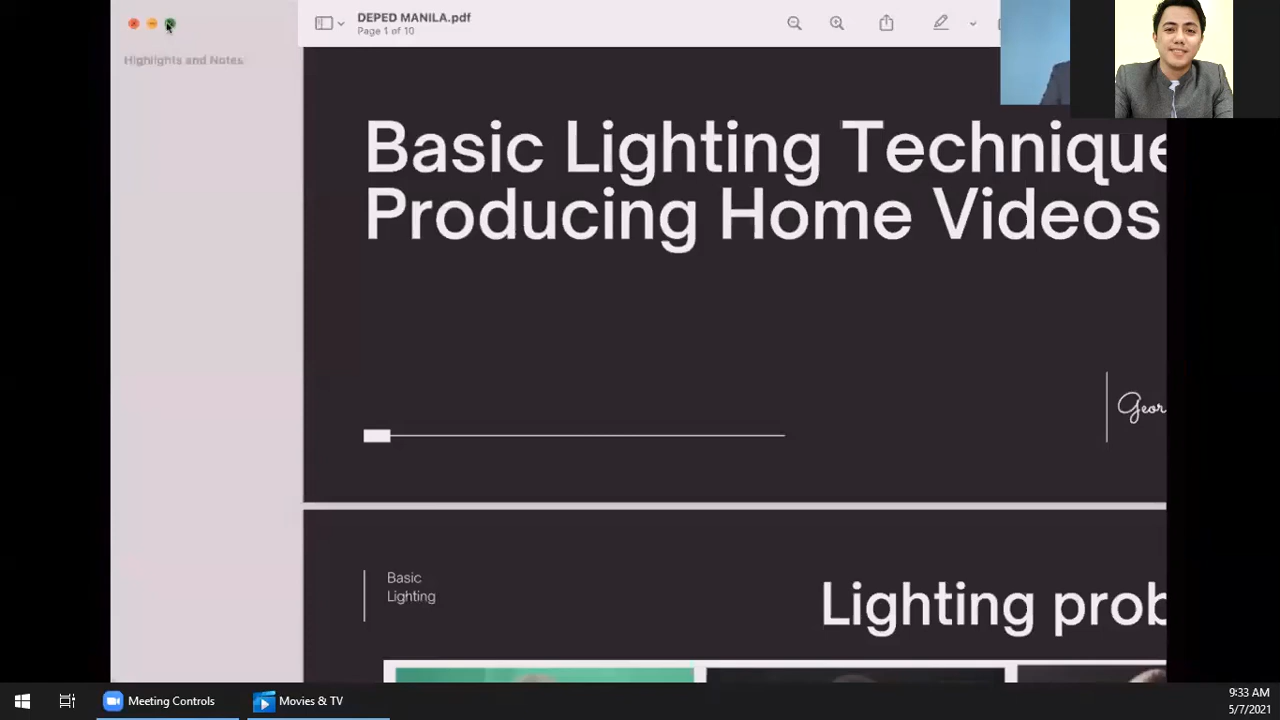 DEPED MANILA.pdf
Page 1 of 10
Highlights and Notes
Basic Lighting Technique
Producing Home Videos
Geor
Basic
Lighting
Lighting prob
Meeting Controls
Movies & TV
9:33 AM
5/7/2021